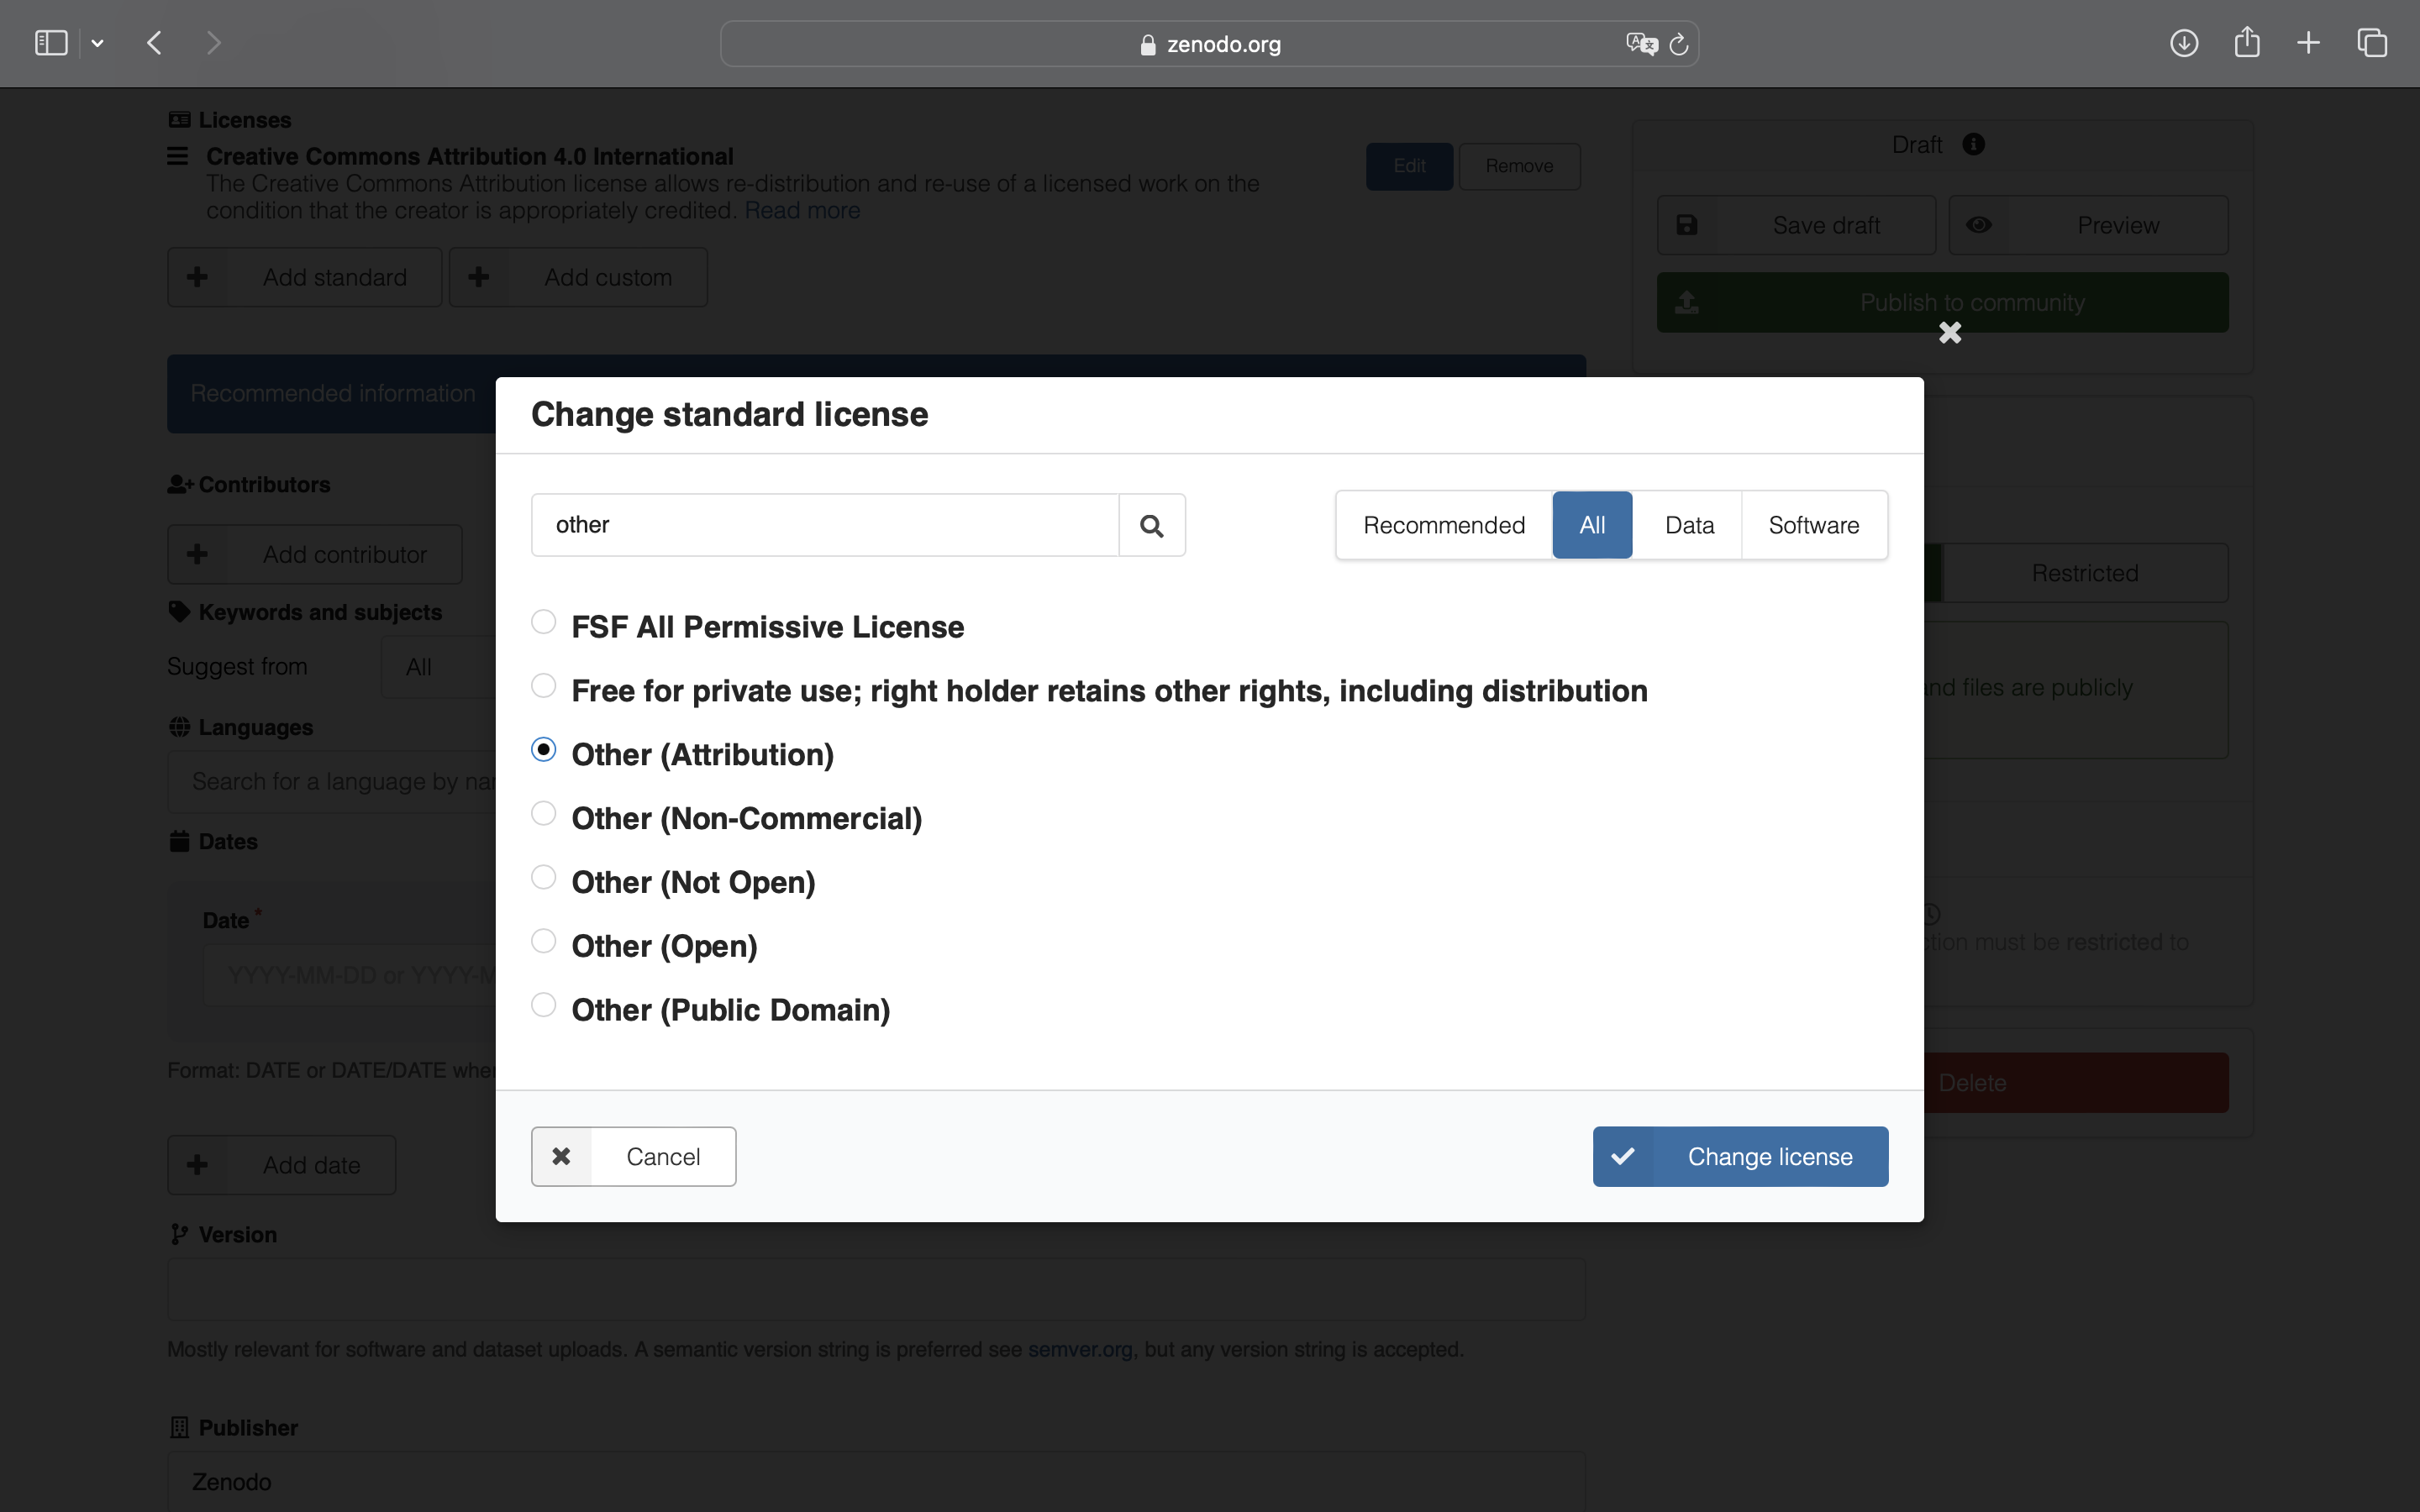 zenodo.org
Licenses
Creative Commons Attribution 4.0 International
The Creative Commons Attribution license allows re-distribution and re-use of a licensed work on the
condition that the creator is appropriately credited. Read more
Edit
Remove
Draft
Save draft
Preview
Add standard
Add custom
Publish to community
Recommended information
Change standard license
other
Recommended
All
Data
Software
Contributors
Add contributor
Restricted
Keywords and subjects
FSF All Permissive License
Suggest from
All
Free for private use; right holder retains other rights, including distribution
files are publicly
Languages
Other (Attribution)
Search for a language by
Other (Non-Commercial)
Dates
Other (Not Open)
Date *
Other (Open)
must be restricted to
YYYY-MM-DD or
Other (Public Domain)
Format: DATE or DATE/DATE
Delete
Cancel
Change license
Add date
Version
Mostly relevant for software and dataset uploads. A semantic version string is preferred see semver.org, but any version string is accepted.
Publisher
Zenodo